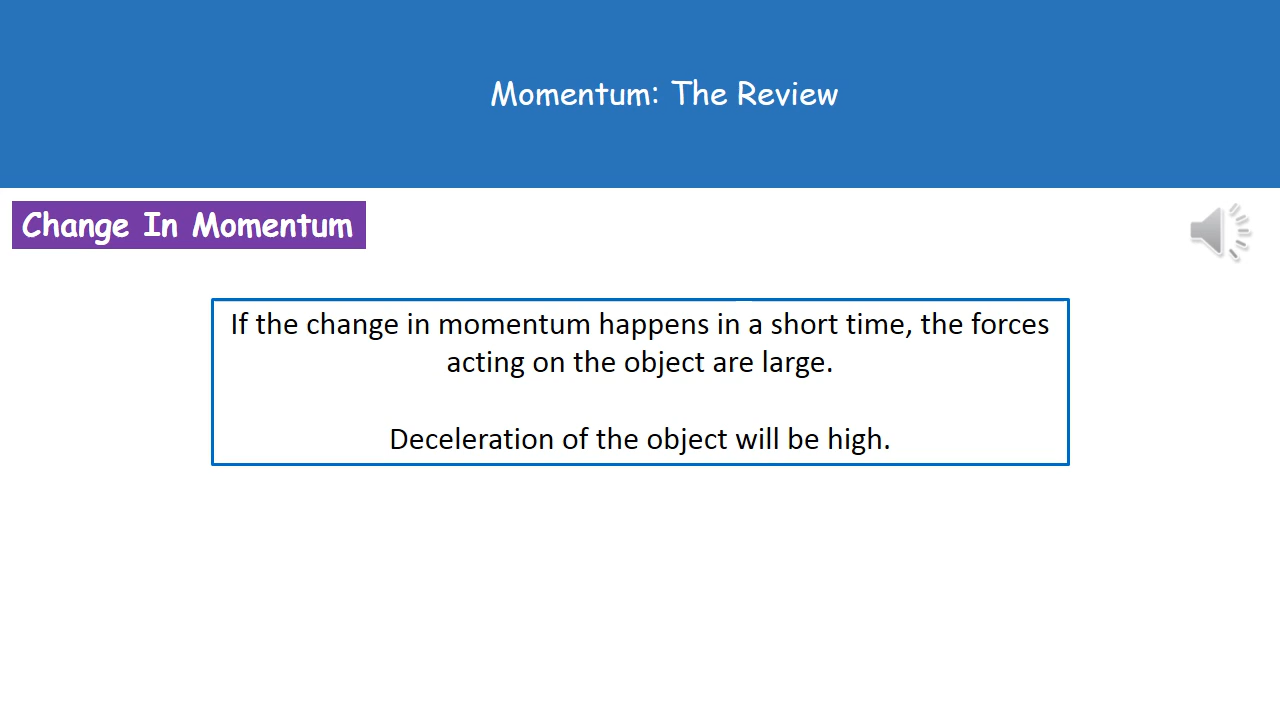 Momentum: The Review
Change In Momentum
If the change in momentum happens in a short time, the forces
acting on the object are large.
Deceleration of the object will be high.